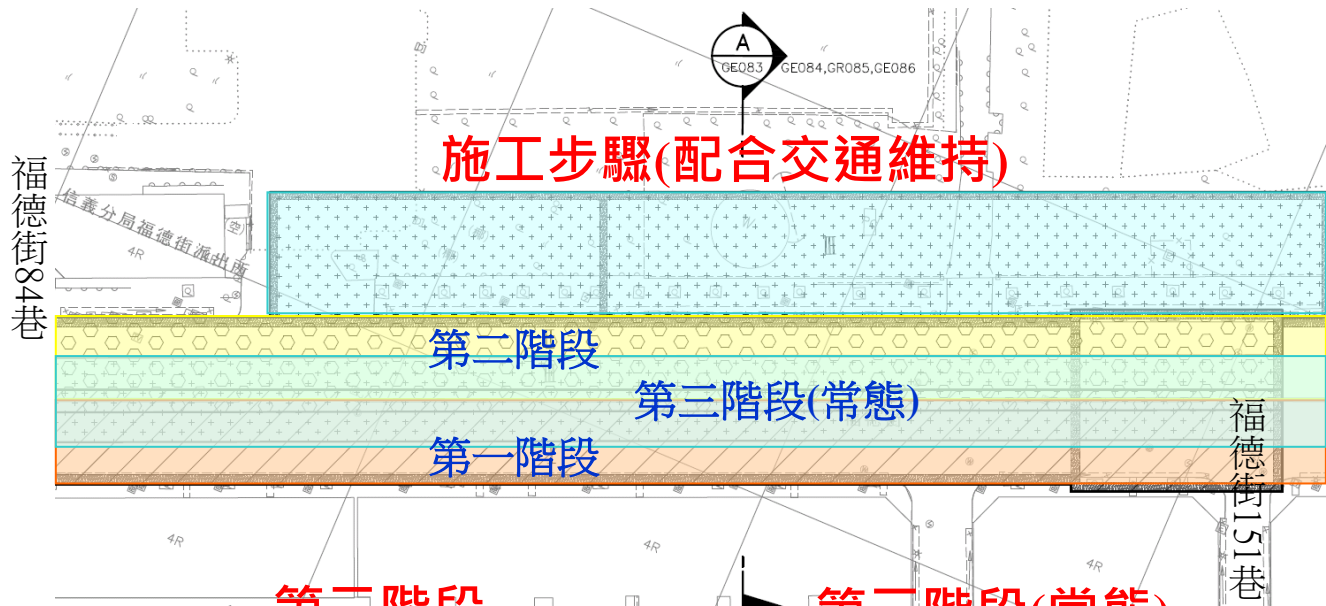 A
GE083
GE084,GR085,GE086
施工步驟(配合交通維持)
福德街84巷
信義分局福德街派出所
空
4R
第二階段
第三階段(常態)
第一階段
福德街151巷
4R
4R
4R